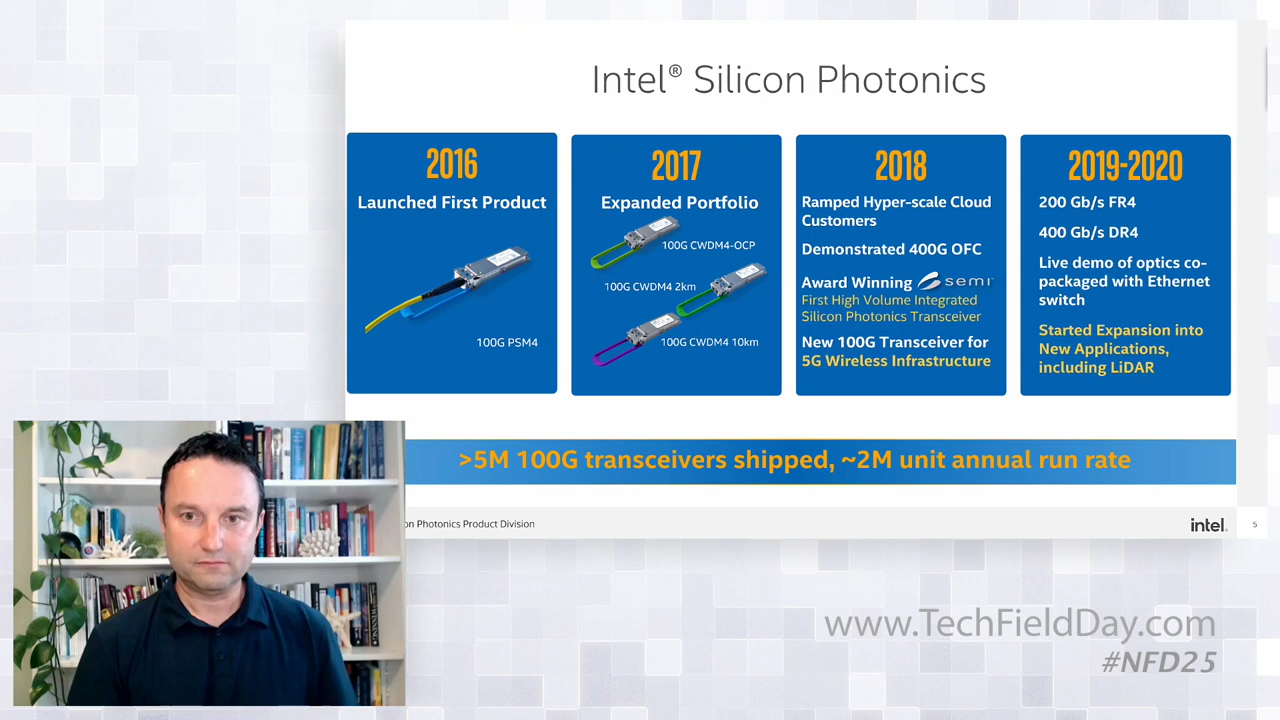 Intel® Silicon Photonics
2016
Launched First Product
100G PSM4
2017
Expanded Portfolio
100G CWDM4-OCP
100G CWDM4 2km
100G CWDM4 10km
2018
Ramped Hyper-scale Cloud
Customers
Demonstrated 400G OFC
Award Winning semi
First High Volume Integrated
Silicon Photonics Transceiver
New 100G Transceiver for
5G Wireless Infrastructure
2019-2020
200 Gb/s FR4
400 Gb/s DR4
Live demo of optics co-
packaged with Ethernet
switch
Started Expansion into
New Applications,
including LiDAR
>5M 100G transceivers shipped, ~2M unit annual run rate
on Photonics Product Division
intel.
5
www.TechFieldDay.com
#NFD25